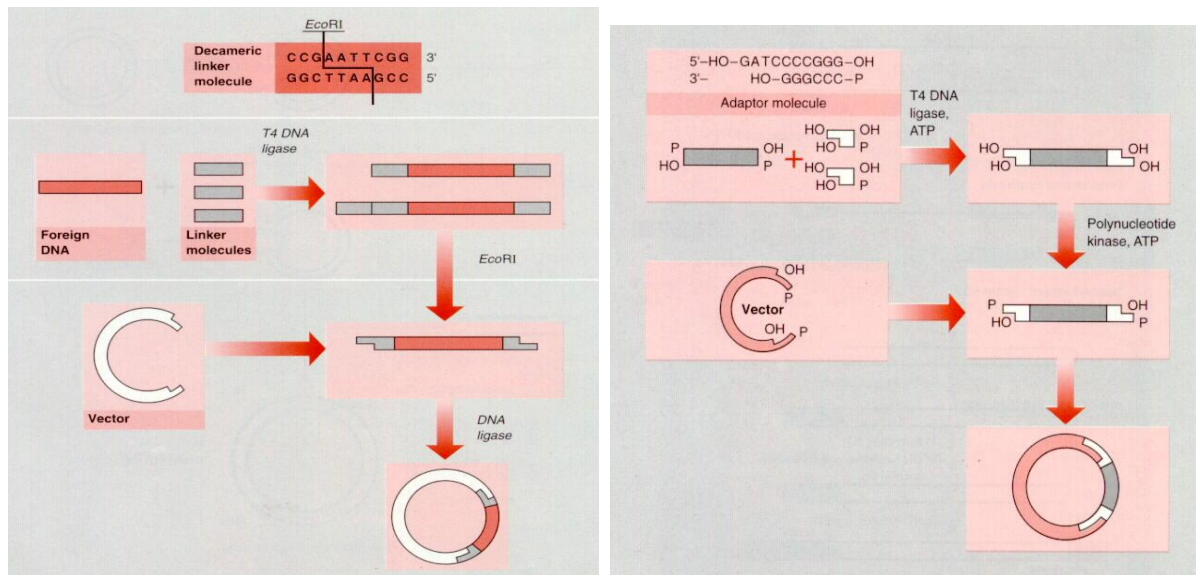 EcoRI
Decameric
linker
molecule
CCGAATTCGG 3'
GGCTTAAGCC 5'
T4 DNA
ligase
+
Foreign
DNA
Linker
molecules
EcoRI
Vector
DNA
ligase
5'–HO–GATCCCCGGG–OH
3'– HO–GGGCCC–P
Adaptor molecule
T4 DNA
ligase,
ATP
P
HO
OH
P
+
HO
HO
OH
P
HO
HO
OH
P
HO
HO
OH
OH
Polynucleotide
kinase, ATP
OH
P
Vector
OH
P
P
HO
OH
P